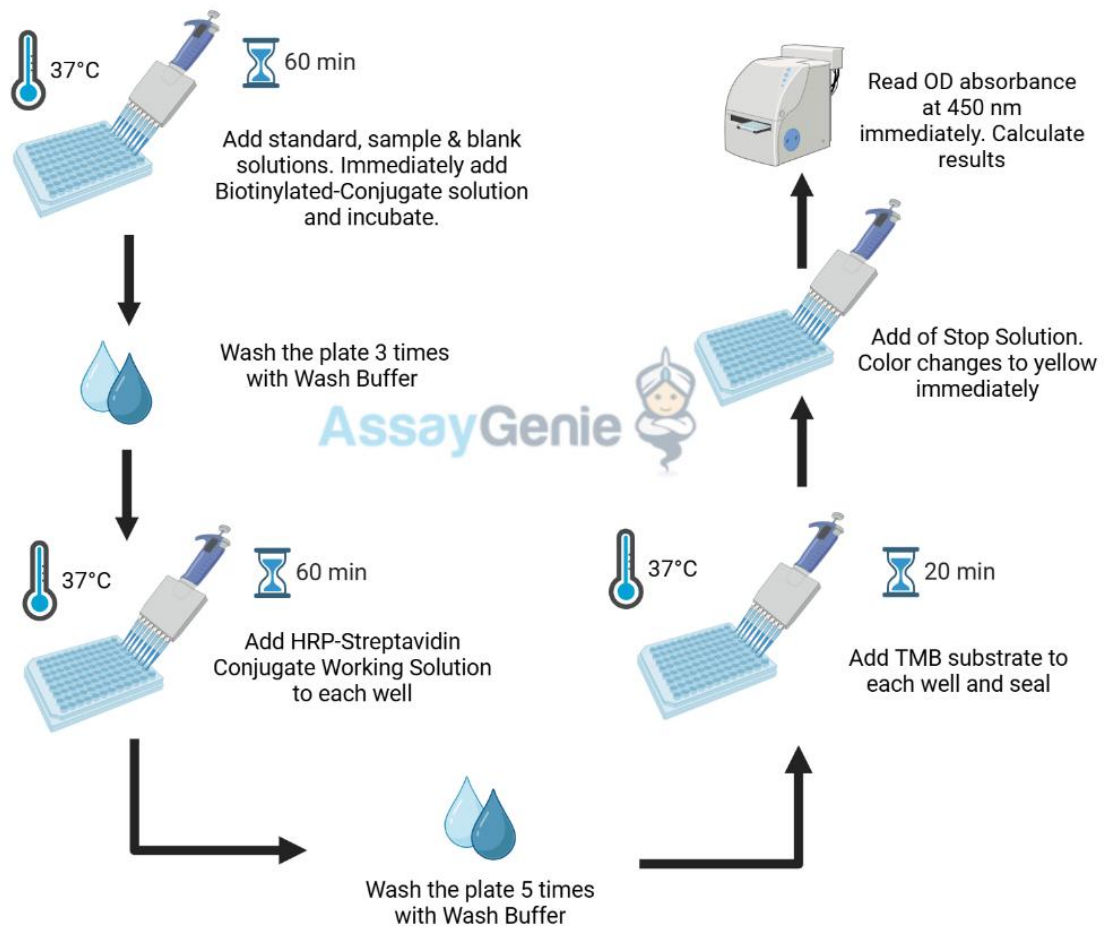 37°C
60 min
Add standard, sample & blank
solutions. Immediately add
Biotinylated-Conjugate solution
and incubate.
Wash the plate 3 times
with Wash Buffer
37°C
60 min
Add HRP-Streptavidin
Conjugate Working Solution
to each well
Wash the plate 5 times
with Wash Buffer
37°C
20 min
Add TMB substrate to
each well and seal
Add of Stop Solution.
Color changes to yellow
immediately
Read OD absorbance
at 450 nm
immediately. Calculate
results
AssayGenie